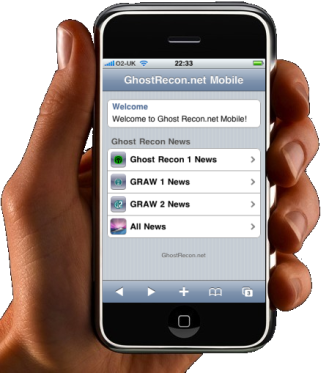 O2-UK 22:33
GhostRecon.net Mobile
Welcome
Welcome to Ghost Recon.net Mobile!
Ghost Recon News
Ghost Recon 1 News
GRAW 1 News
GRAW 2 News
All News
GhostRecon.net